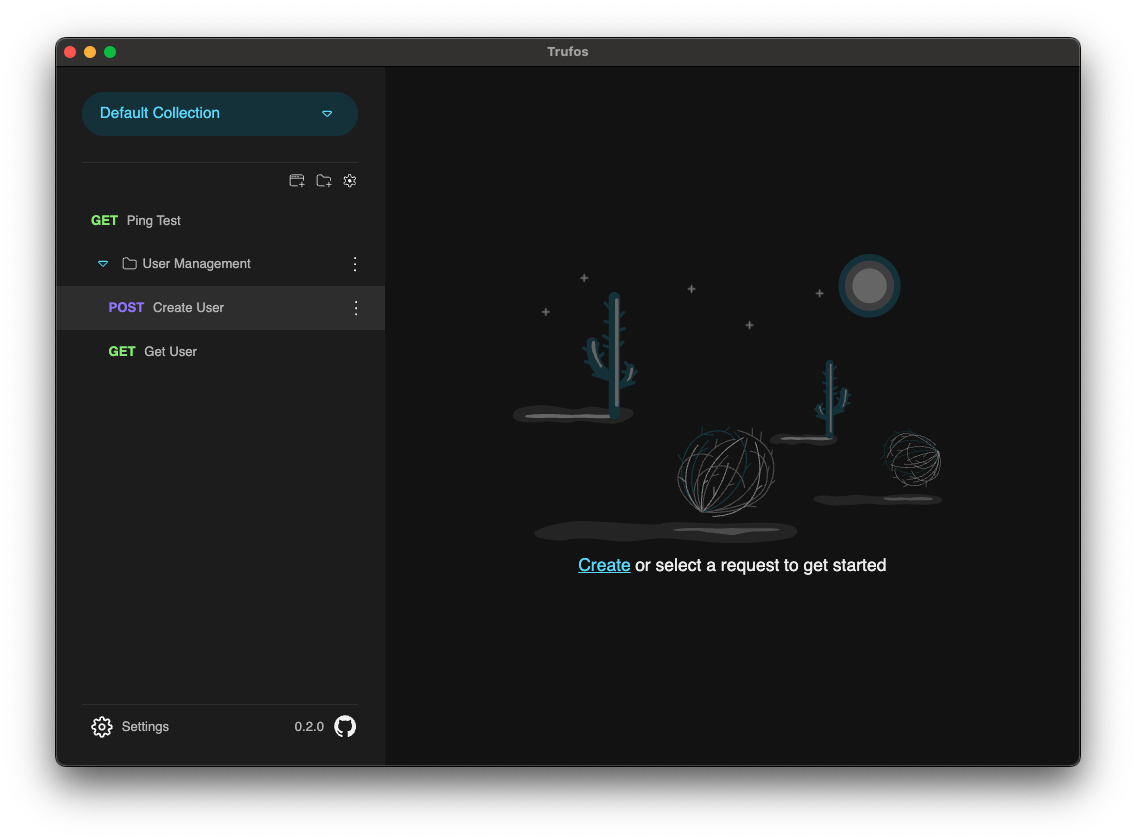 Trufos
Default Collection
GET Ping Test
User Management
POST Create User
GET Get User
Create or select a request to get started
Settings 0.2.0